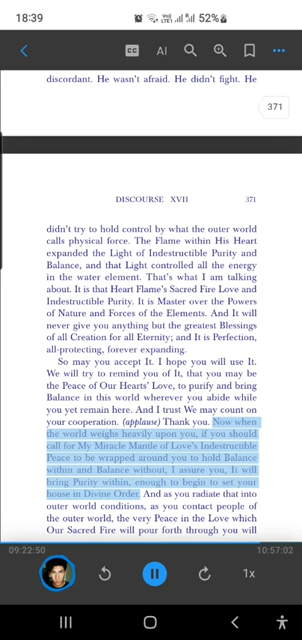 18:39
52%
CC
AI
discordant. He wasn't afraid. He didn't fight. He
371
DISCOURSE XVII 371
didn't try to hold control by what the outer world
calls physical force. The Flame within His Heart
expanded the Light of Indestructible Purity and
Balance, and that Light controlled all the energy
in the water element. That's what I am talking
about. It is that Heart Flame's Sacred Fire Love and
Indestructible Purity. It is Master over the Powers
of Nature and Forces of the Elements. And It will
never give you anything but the greatest Blessings
of all Creation for all Eternity; and It is Perfection,
all-protecting, forever expanding.
So may you accept It. I hope you will use It.
We will try to remind you of It, that you may be
the Peace of Our Hearts' Love, to purify and bring
Balance in this world wherever you abide while
you yet remain here. And I trust We may count on
your cooperation. (applause) Thank you. Now when
the world weighs heavily upon you, if you should
call for My Miracle Mantle of Love's Indestructible
Peace to be wrapped around you to hold Balance
within and Balance without, I assure you, It will
bring Purity within, enough to begin to set your
house in Divine Order. And as you radiate that into
outer world conditions, as you contact people of
the outer world, the very Peace in the Love which
Our Sacred Fire will pour forth through you will
09:22:50 10:57:02
1x